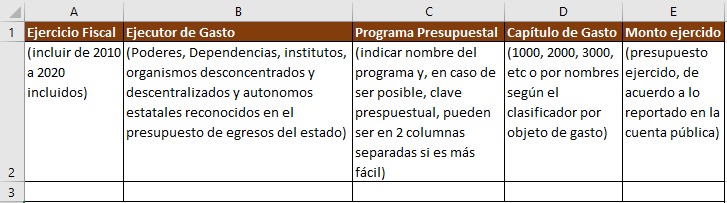 A B C D E
1 Ejercicio Fiscal Ejecutor de Gasto Programa Presupuestal Capítulo de Gasto Monto ejercido
(incluir de 2010
a 2020
incluidos)
(Poderes, Dependencias, institutos,
organismos desconcentrados y
descentralizados y autonomos
estatales reconocidos en el
presupuesto de egresos del estado)
(indicar nombre del
programa y, en caso de
ser posible, clave
prespuestual, pueden
ser en 2 columnas
separadas si es más
fácil)
(1000, 2000, 3000,
etc o por nombres
según el
clasificador por
objeto de gasto)
(presupuesto
ejercido, de
acuerdo a lo
reportado en la
cuenta pública)
2
3